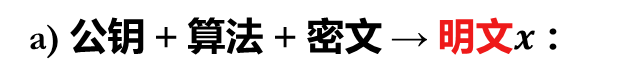 a) 公钥 + 算法 + 密文 → 明文x：